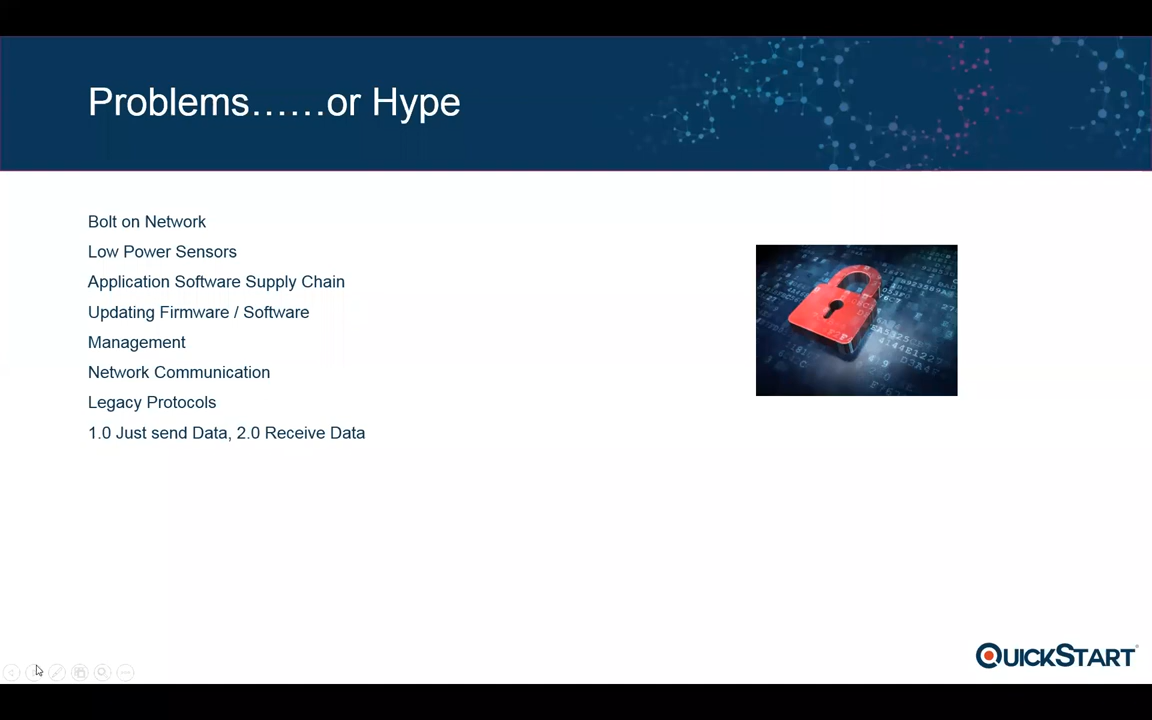 Problems……or Hype
Bolt on Network
Low Power Sensors
Application Software Supply Chain
Updating Firmware / Software
Management
Network Communication
Legacy Protocols
1.0 Just send Data, 2.0 Receive Data
QUICKSTART